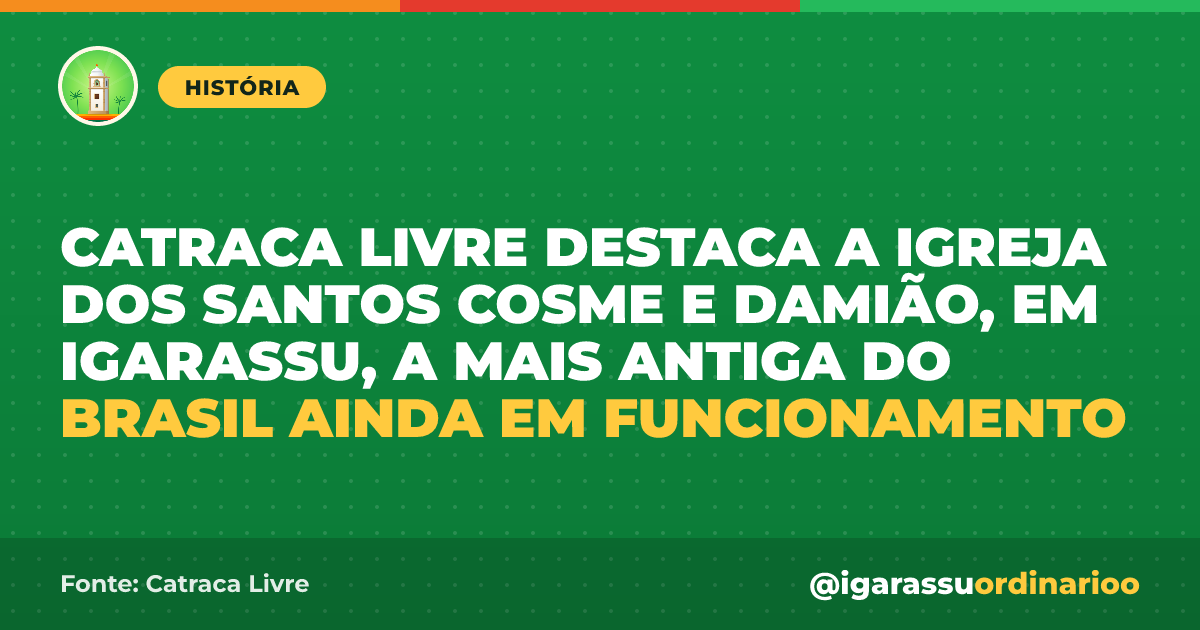 HISTÓRIA
CATRACA LIVRE DESTACA A IGREJA
DOS SANTOS COSME E DAMIÃO, EM
IGARASSU, A MAIS ANTIGA DO
BRASIL AINDA EM FUNCIONAMENTO
Fonte: Catraca Livre
@igarassuordinarioo